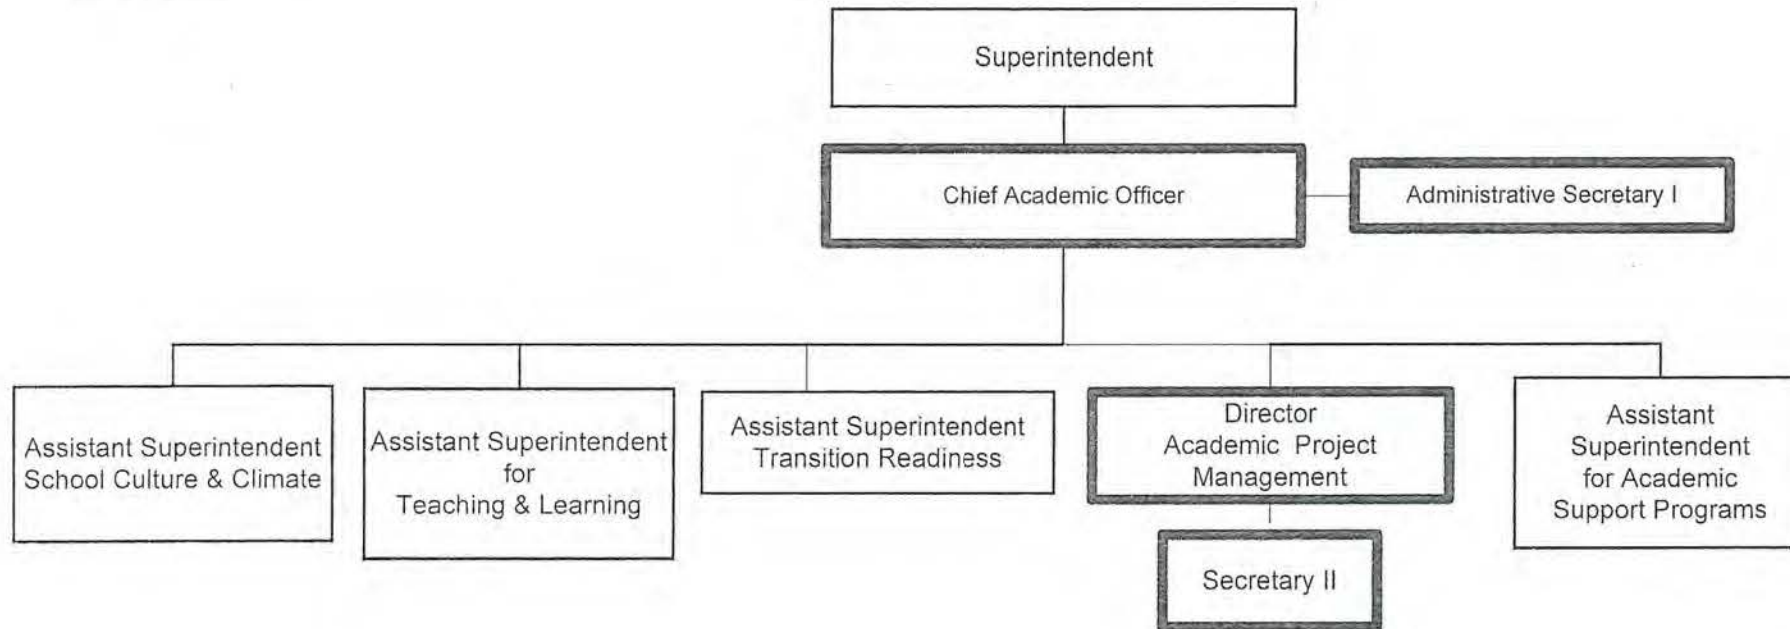 Superintendent
Chief Academic Officer
Administrative Secretary I
Assistant Superintendent
School Culture & Climate
Assistant Superintendent
for
Teaching & Learning
Assistant Superintendent
Transition Readiness
Director
Academic Project
Management
Assistant
Superintendent
for Academic
Support Programs
Secretary II